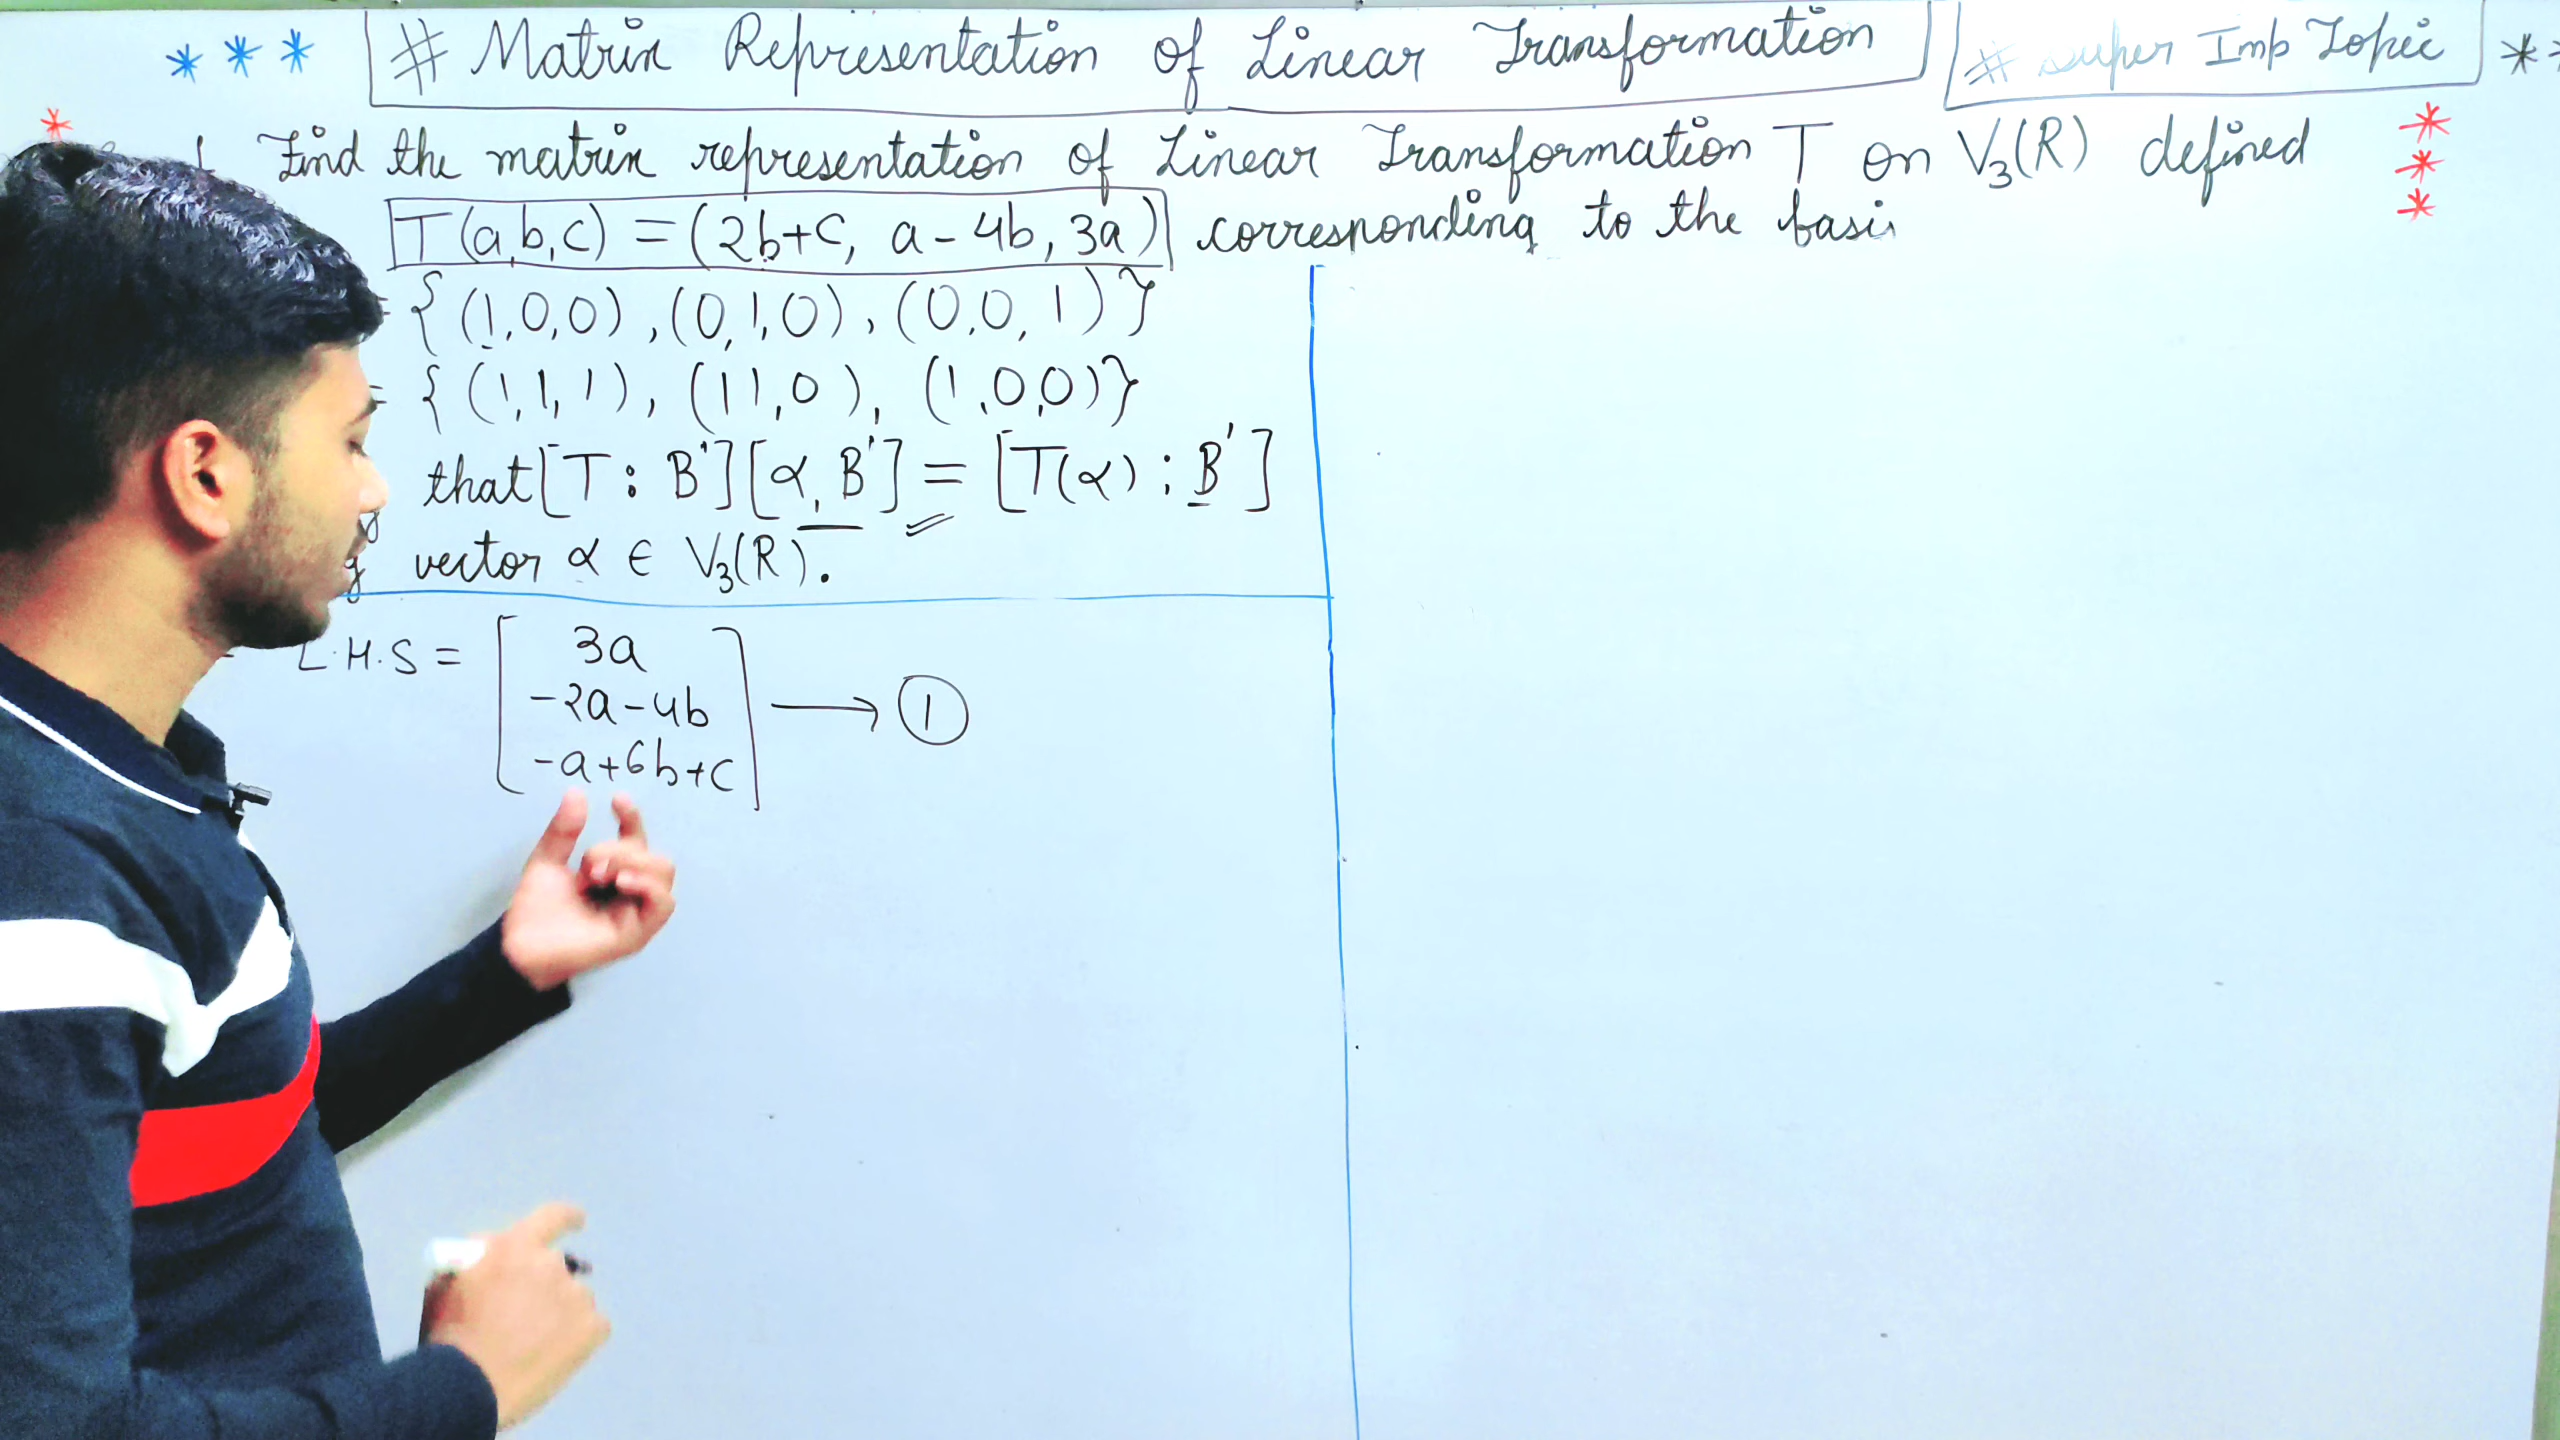 *** # Matrix Representation of Linear Transformation # super Imp Topic **
* Find the matrix representation of Linear Transformation T on V₃(R) defined *
T(a,b,c) = (2b+c, a-4b, 3a) corresponding to the basis *
= {(1,0,0), (0,1,0), (0,0,1)} *
= {(1,1,1), (1 1,0), (1,0,0)}
that [T : B'] [α, B'] = [T(α) ; B']
vector α ∈ V₃(R).
L.H.S = [ 3a
-2a-4b → ①
-a+6b+c ]